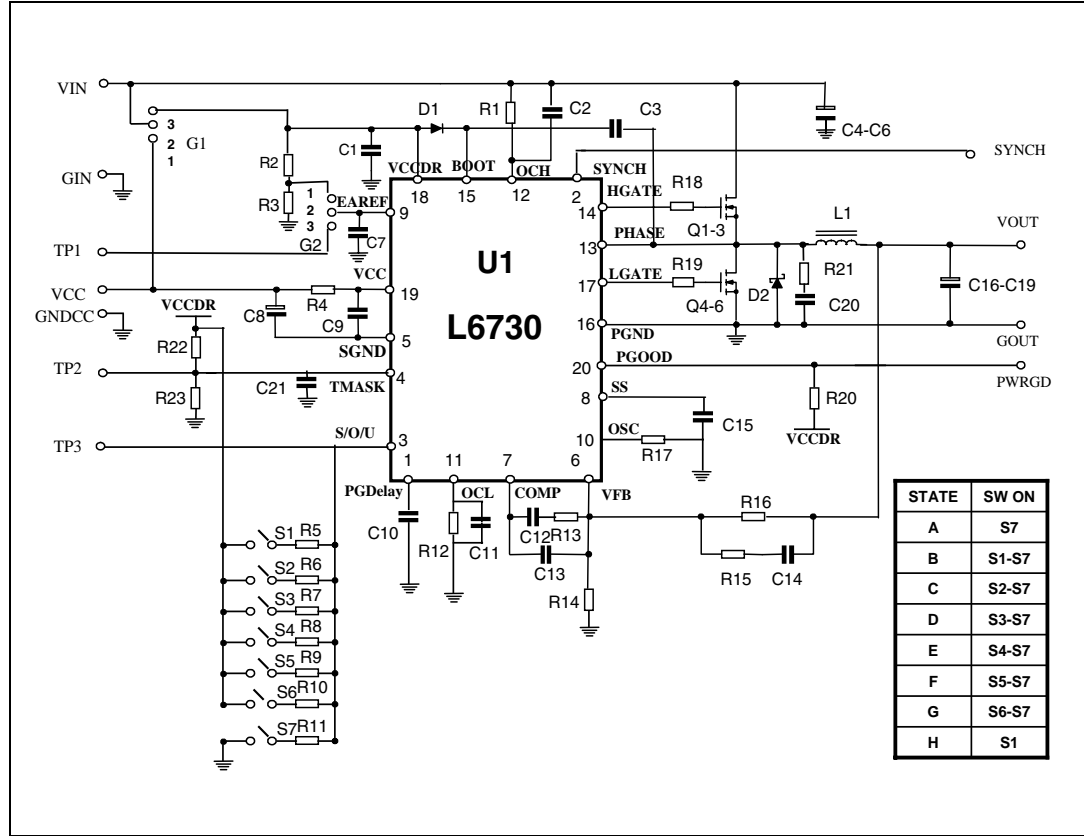 VIN
D1
R1
C2
C3
C4-C6
3
G1
2
1
C1
VCCDR
BOOT
OCH
SYNCH
SYNCH
R2
18
15
12
2
HGATE
R18
GIN
1
R3
EAREF
2
9
14
Q1-3
L1
VOUT
3
G2
C7
PHASE
13
TP1
U1
LGATE
R19
R21
VCC
VCC
R4
19
17
D2
C16-C19
VCCDR
C8
C9
L6730
Q4-6
C20
GNDCC
16
PGND
GOUT
SGND
5
R22
PGOOD
20
PWRGD
TP2
4
C21
TMASK
8
SS
R23
R20
C15
S/O/U
OSC
VCCDR
TP3
3
10
R17
1
11
7
6
PGDelay
OCL
COMP
VFB
R16
C10
R12
C11
C12
R13
C13
R15
C14
R14
S1
R5
S2
R6
S3
R7
S4
R8
S5
R9
S6
R10
S7
R11
STATE SW ON
A S7
B S1-S7
C S2-S7
D S3-S7
E S4-S7
F S5-S7
G S6-S7
H S1